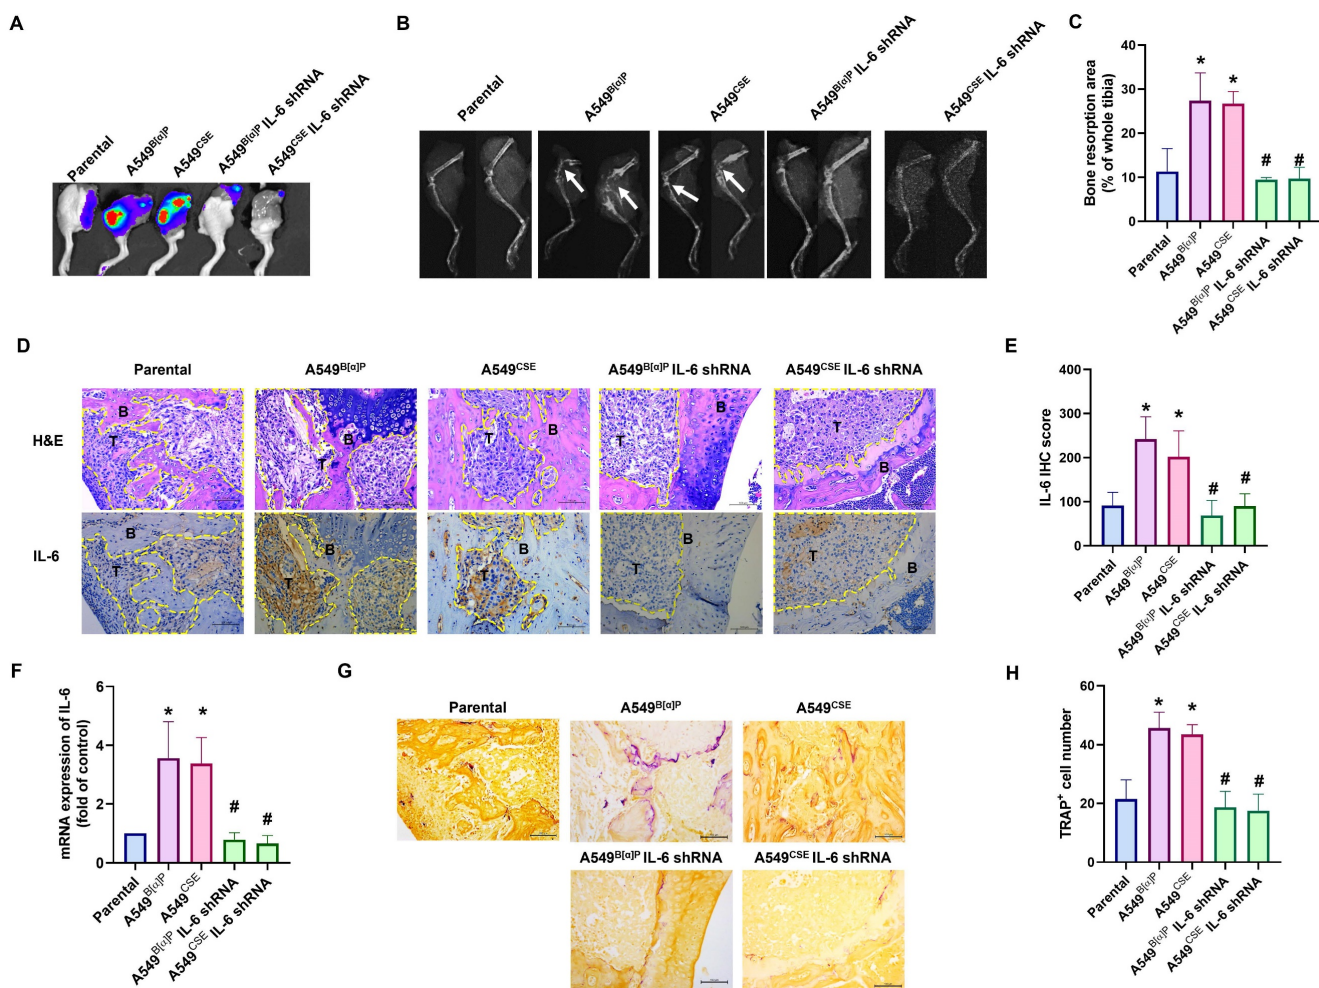 A
Parental
A549B[α]P
A549CSE
A549B[α]P IL-6 shRNA
A549CSE IL-6 shRNA
B
Parental
A549B[α]P
A549CSE
A549B[α]P IL-6 shRNA
A549CSE IL-6 shRNA
C
Bone resorption area
(% of whole tibia)
40
30
20
10
0
* * # #
Parental
A549B[α]P
A549CSE
A549B[α]P IL-6 shRNA
A549CSE IL-6 shRNA
D
Parental A549B[α]P A549CSE A549B[α]P IL-6 shRNA A549CSE IL-6 shRNA
H&E
B T
B T
T B
T B
T B
IL-6
B T
B T
B T
B T
T B
E
IL-6 IHC score
400
300
200
100
0
* * # #
Parental
A549B[α]P
A549CSE
A549B[α]P IL-6 shRNA
A549CSE IL-6 shRNA
F
mRNA expression of IL-6
(fold of control)
6
4
2
0
* * # #
Parental
A549B[α]P
A549CSE
A549B[α]P IL-6 shRNA
A549CSE IL-6 shRNA
G
Parental A549B[α]P A549CSE
A549B[α]P IL-6 shRNA A549CSE IL-6 shRNA
H
TRAP+ cell number
60
40
20
0
* * # #
Parental
A549B[α]P
A549CSE
A549B[α]P IL-6 shRNA
A549CSE IL-6 shRNA